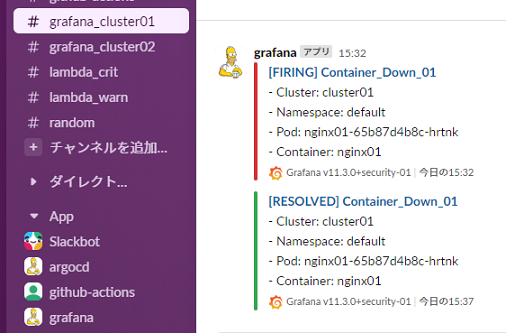 # grafana_cluster01
# grafana_cluster02
# lambda_crit
# lambda_warn
# random
+ チャンネルを追加...
ダイレクト...
App
Slackbot
argocd
github-actions
grafana
grafana アプリ 15:32
[FIRING] Container_Down_01
- Cluster: cluster01
- Namespace: default
- Pod: nginx01-65b87d4b8c-hrtnk
- Container: nginx01
Grafana v11.3.0+security-01 | 今日の15:32
[RESOLVED] Container_Down_01
- Cluster: cluster01
- Namespace: default
- Pod: nginx01-65b87d4b8c-hrtnk
- Container: nginx01
Grafana v11.3.0+security-01 | 今日の15:37